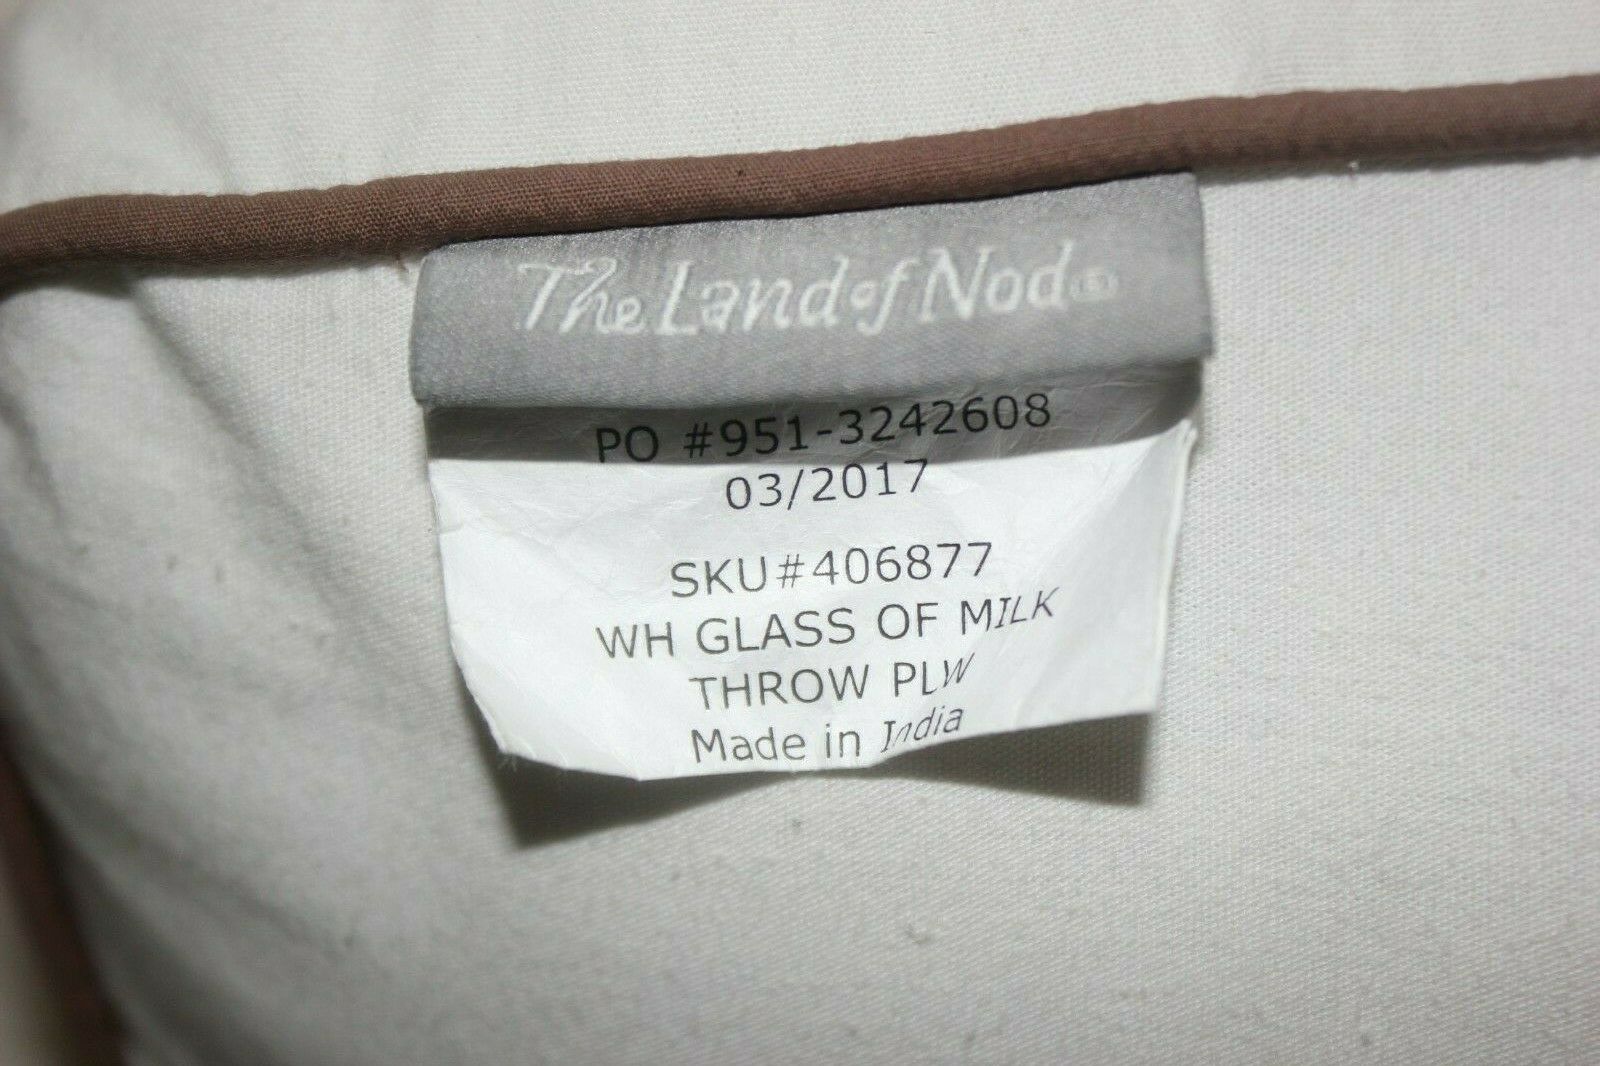 The Land of Nod®
PO #951-3242608
03/2017
SKU#406877
WH GLASS OF MILK
THROW PLW
Made in India